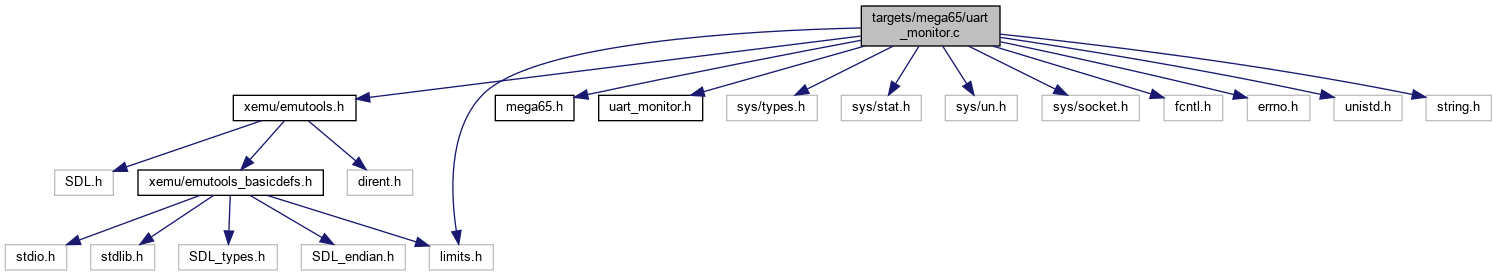 targets/mega65/uart
_monitor.c
xemu/emutools.h
mega65.h
uart_monitor.h
sys/types.h
sys/stat.h
sys/un.h
sys/socket.h
fcntl.h
errno.h
unistd.h
string.h
SDL.h
xemu/emutools_basicdefs.h
dirent.h
stdio.h
stdlib.h
SDL_types.h
SDL_endian.h
limits.h